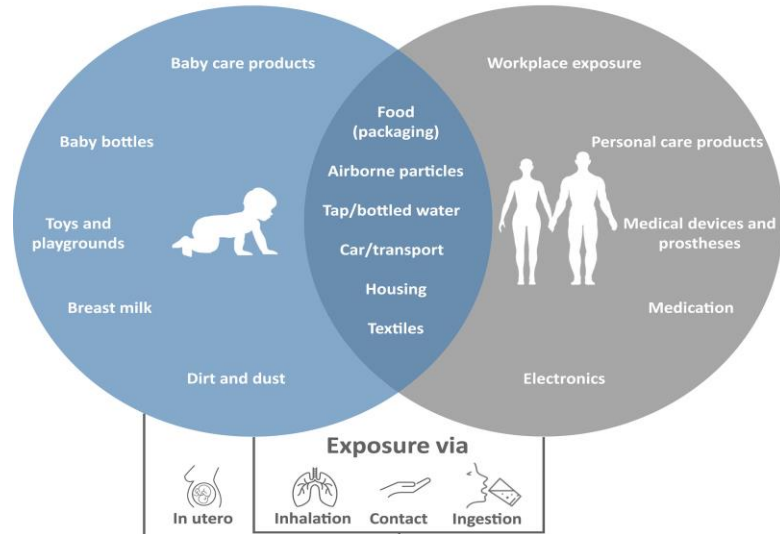 Baby care products
Baby bottles
Toys and
playgrounds
Breast milk
Dirt and dust
Food
(packaging)
Airborne particles
Tap/bottled water
Car/transport
Housing
Textiles
Workplace exposure
Personal care products
Medical devices and
prostheses
Medication
Electronics
Exposure via
In utero
Inhalation
Contact
Ingestion